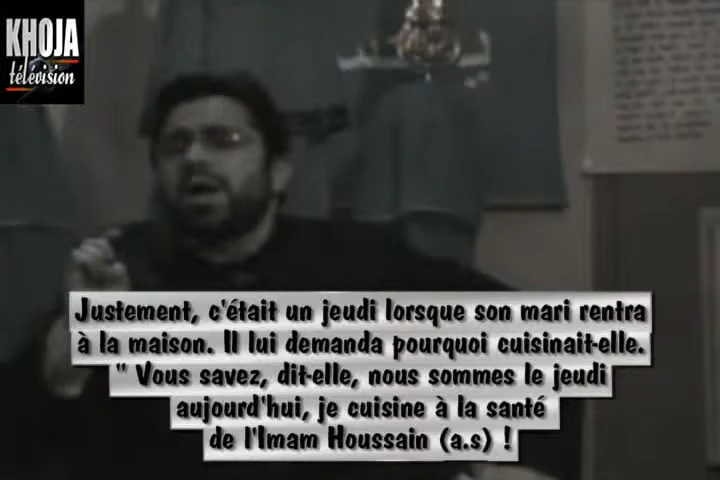 KHOJA
télévision
Justement, c'était un jeudi lorsque son mari rentra
à la maison. Il lui demanda pourquoi cuisinait-elle.
" Vous savez, dit-elle, nous sommes le jeudi
aujourd'hui, je cuisine à la santé
de l'Imam Houssain (a.s) !